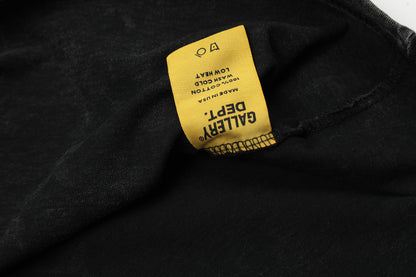 GALLERY®
DEPT.
MADE IN USA
100% COTTON
WASH COLD
LOW HEAT